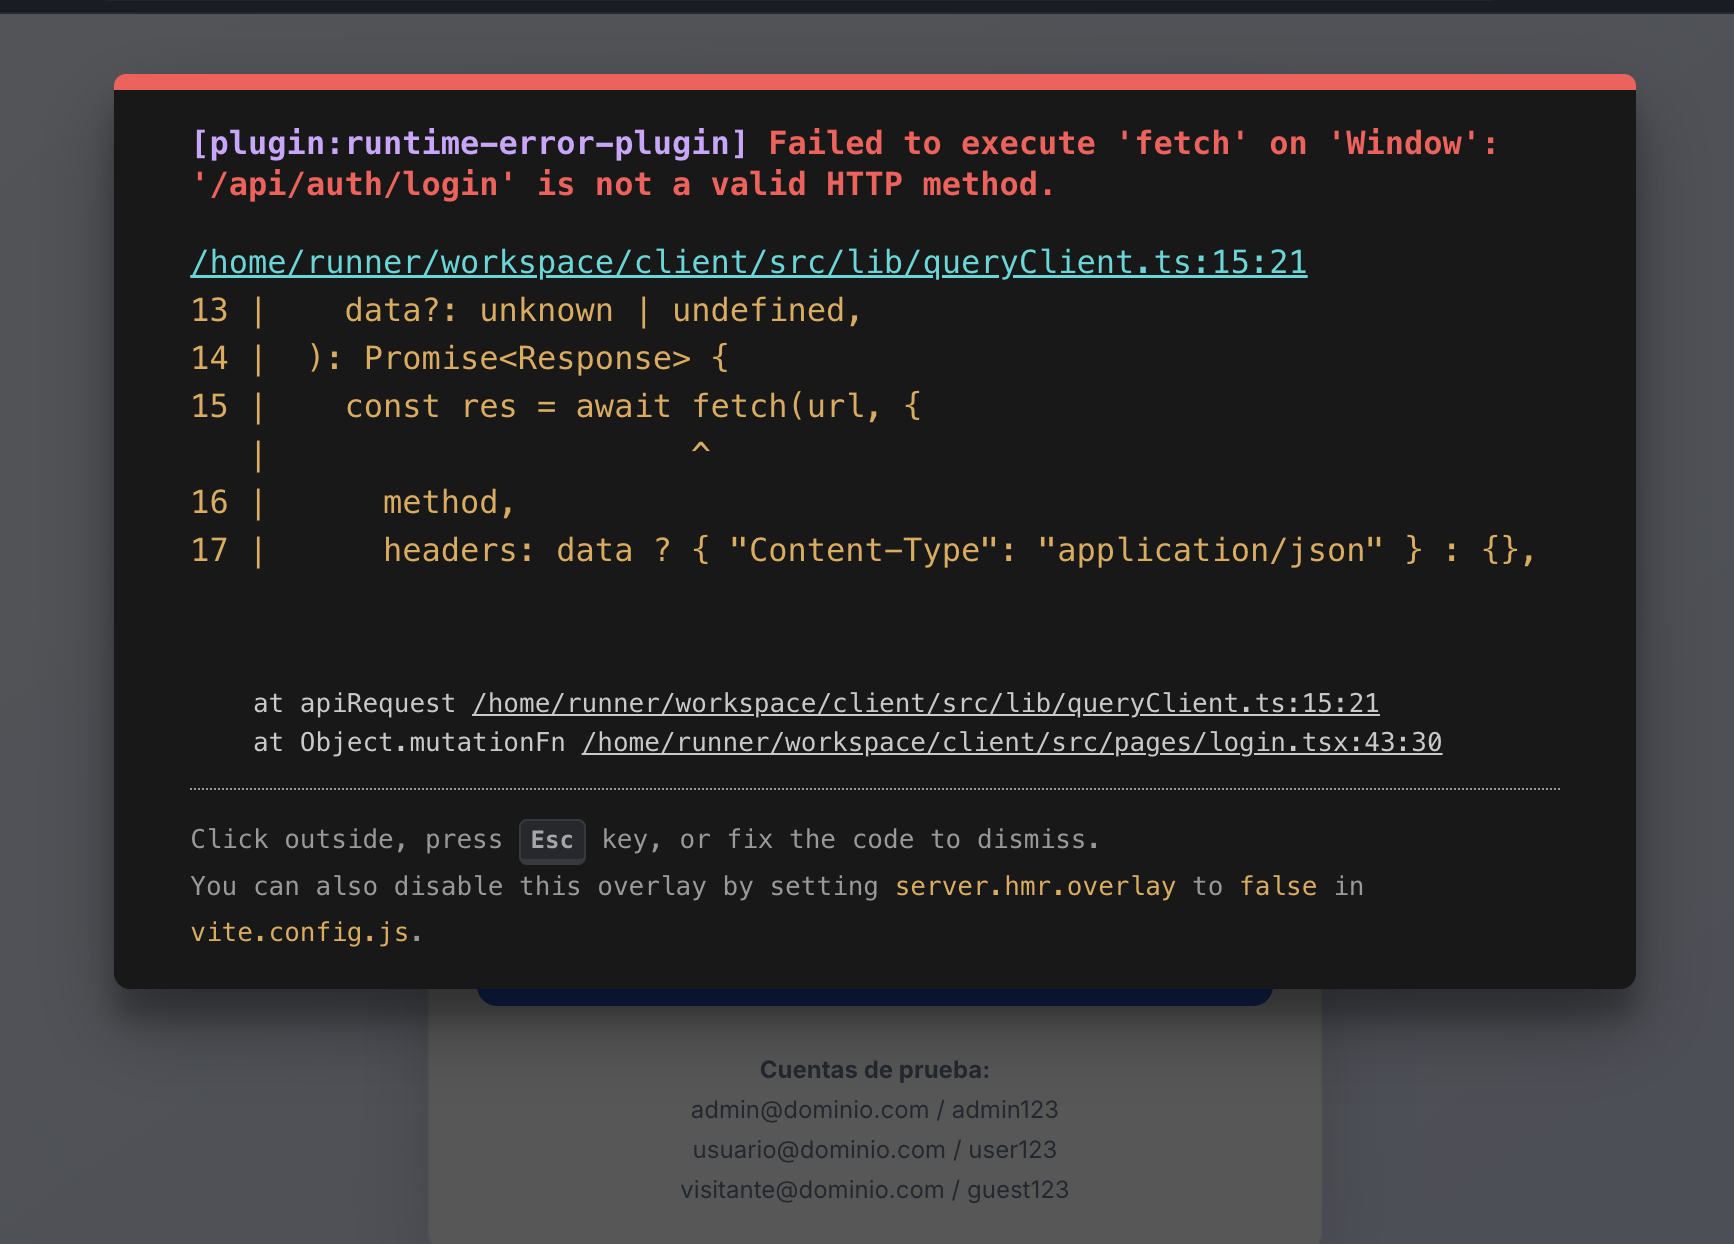 [plugin:runtime-error-plugin] Failed to execute 'fetch' on 'Window':
'/api/auth/login' is not a valid HTTP method.
/home/runner/workspace/client/src/lib/queryClient.ts:15:21
13 |    data?: unknown | undefined,
14 |  ): Promise<Response> {
15 |    const res = await fetch(url, {
   |                      ^
16 |      method,
17 |      headers: data ? { "Content-Type": "application/json" } : {},
at apiRequest /home/runner/workspace/client/src/lib/queryClient.ts:15:21
at Object.mutationFn /home/runner/workspace/client/src/pages/login.tsx:43:30
Click outside, press Esc key, or fix the code to dismiss.
You can also disable this overlay by setting server.hmr.overlay to false in
vite.config.js.
Cuentas de prueba:
admin@dominio.com / admin123
usuario@dominio.com / user123
visitante@dominio.com / guest123